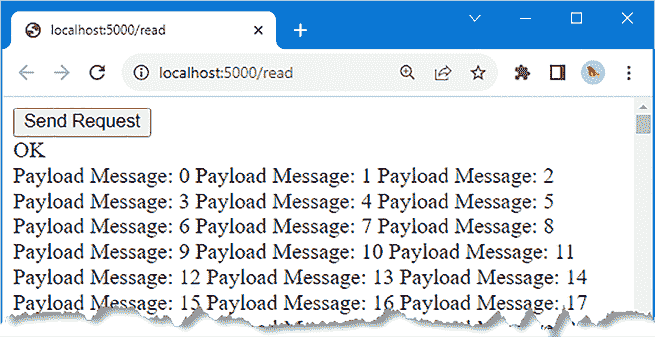 localhost:5000/read
localhost:5000/read
Send Request
OK
Payload Message: 0 Payload Message: 1 Payload Message: 2
Payload Message: 3 Payload Message: 4 Payload Message: 5
Payload Message: 6 Payload Message: 7 Payload Message: 8
Payload Message: 9 Payload Message: 10 Payload Message: 11
Payload Message: 12 Payload Message: 13 Payload Message: 14
Payload Message: 15 Payload Message: 16 Payload Message: 17